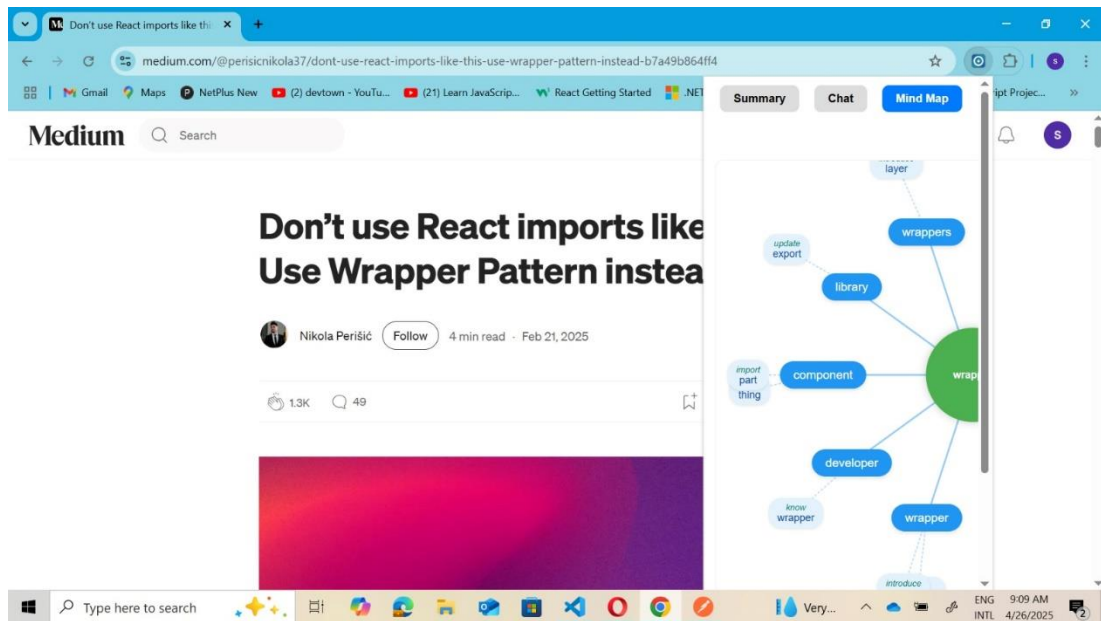 Don't use React imports like thi
medium.com/@perisicnikola37/dont-use-react-imports-like-this-use-wrapper-pattern-instead-b7a49b864ff4
S
Gmail
Maps
NetPlus New
(2) devtown - YouTu...
(21) Learn JavaScrip...
React Getting Started
.NET
ipt Projec...
Summary
Chat
Mind Map
Medium
Search
S
Don't use React imports like
Use Wrapper Pattern instea
Nikola Perišić
Follow
4 min read · Feb 21, 2025
1.3K
49
layer
wrappers
update
export
library
import
part
thing
component
wrap
developer
know
wrapper
wrapper
introduce
Type here to search
Very...
ENG
INTL
9:09 AM
4/26/2025
2